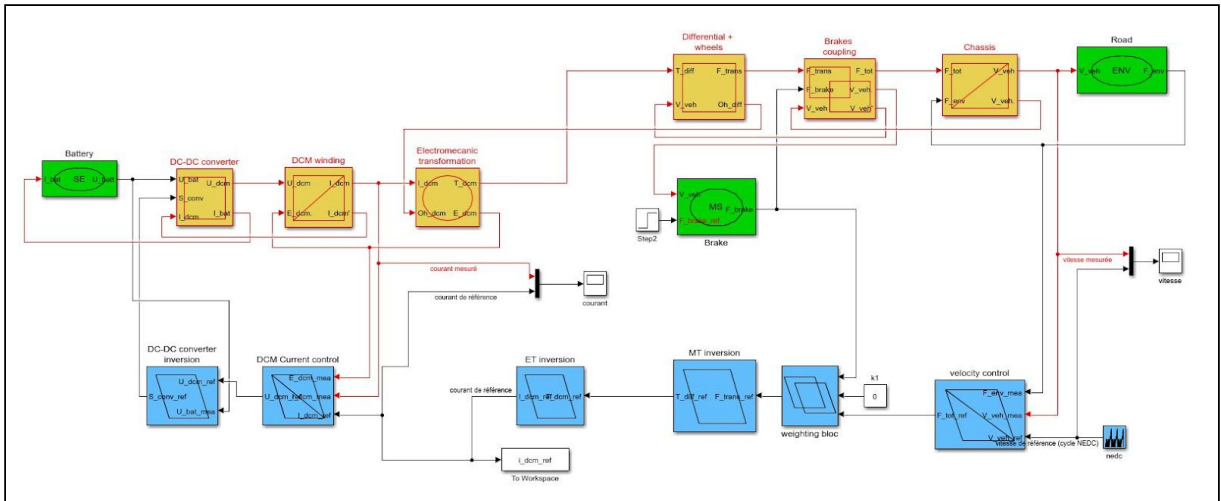 Differential +
wheels
T_diff
F_trans
V_veh
Oh_diff
Brakes
coupling
F_trans
F_tot
F_brake
V_veh.
V_veh
V_veh'
Chassis
F_tot
V_veh
F_env
V_veh.
Road
V_veh
ENV
F_env
Battery
I_bat
SE
U_batt
DC-DC converter
U_bat
U_dcm
S_conv
I_dcm
I_bat
DCM winding
U_dcm
I_dcm
E_dcm.
I_dcm'
Electromecanic
transformation
I_dcm
T_dcm
Oh_dcm
E_dcm
V_veh.
MS
F_brake
F_brake_ref
Brake
Step2
courant mesuré
courant de référence
courant
vitesse mesurée
vitesse
DC-DC converter
inversion
U_dcm_ref
S_conv_ref
U_bat_mea
DCM Current control
E_dcm_mea
U_dcm_ref
I_dcm_mea
I_dcm_ref
ET inversion
courant de référence
I_dcm_ref
T_dcm_ref
MT inversion
T_diff_ref
F_trans_ref
k1
0
weighting bloc
velocity control
F_env_mea
V_veh_mea
F_tot_ref
V_veh_ref
vitesse de référence (cycle NEDC)
nedc
i_dcm_ref
To Workspace